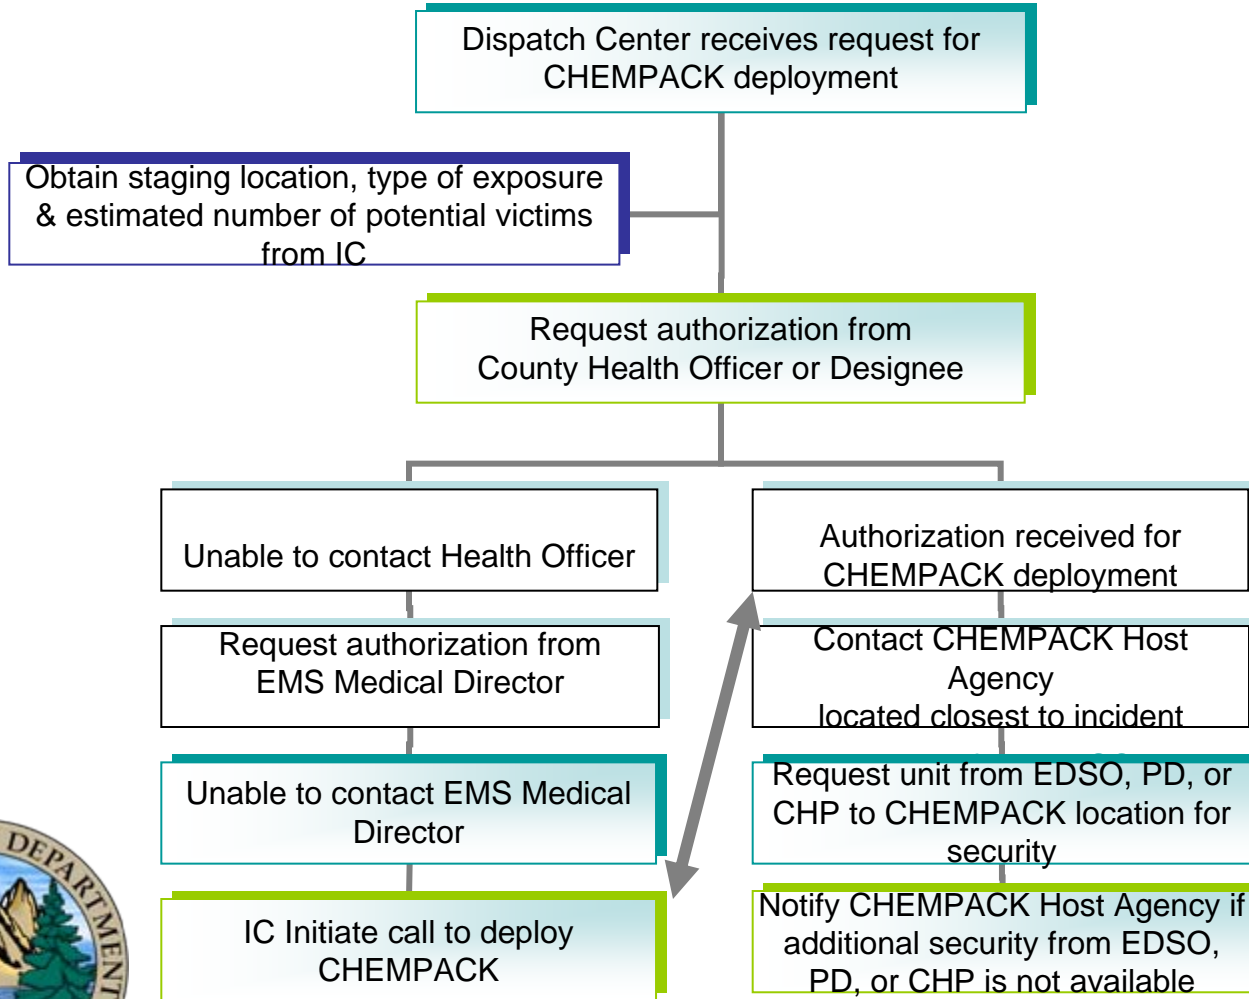 Dispatch Center receives request for
CHEMPACK deployment
Obtain staging location, type of exposure
& estimated number of potential victims
from IC
Request authorization from
County Health Officer or Designee
Unable to contact Health Officer
Request authorization from
EMS Medical Director
Unable to contact EMS Medical
Director
IC Initiate call to deploy
CHEMPACK
Authorization received for
CHEMPACK deployment
Contact CHEMPACK Host
Agency
located closest to incident
Request unit from EDSO, PD, or
CHP to CHEMPACK location for
security
Notify CHEMPACK Host Agency if
additional security from EDSO,
PD, or CHP is not available
DEPARTMENT